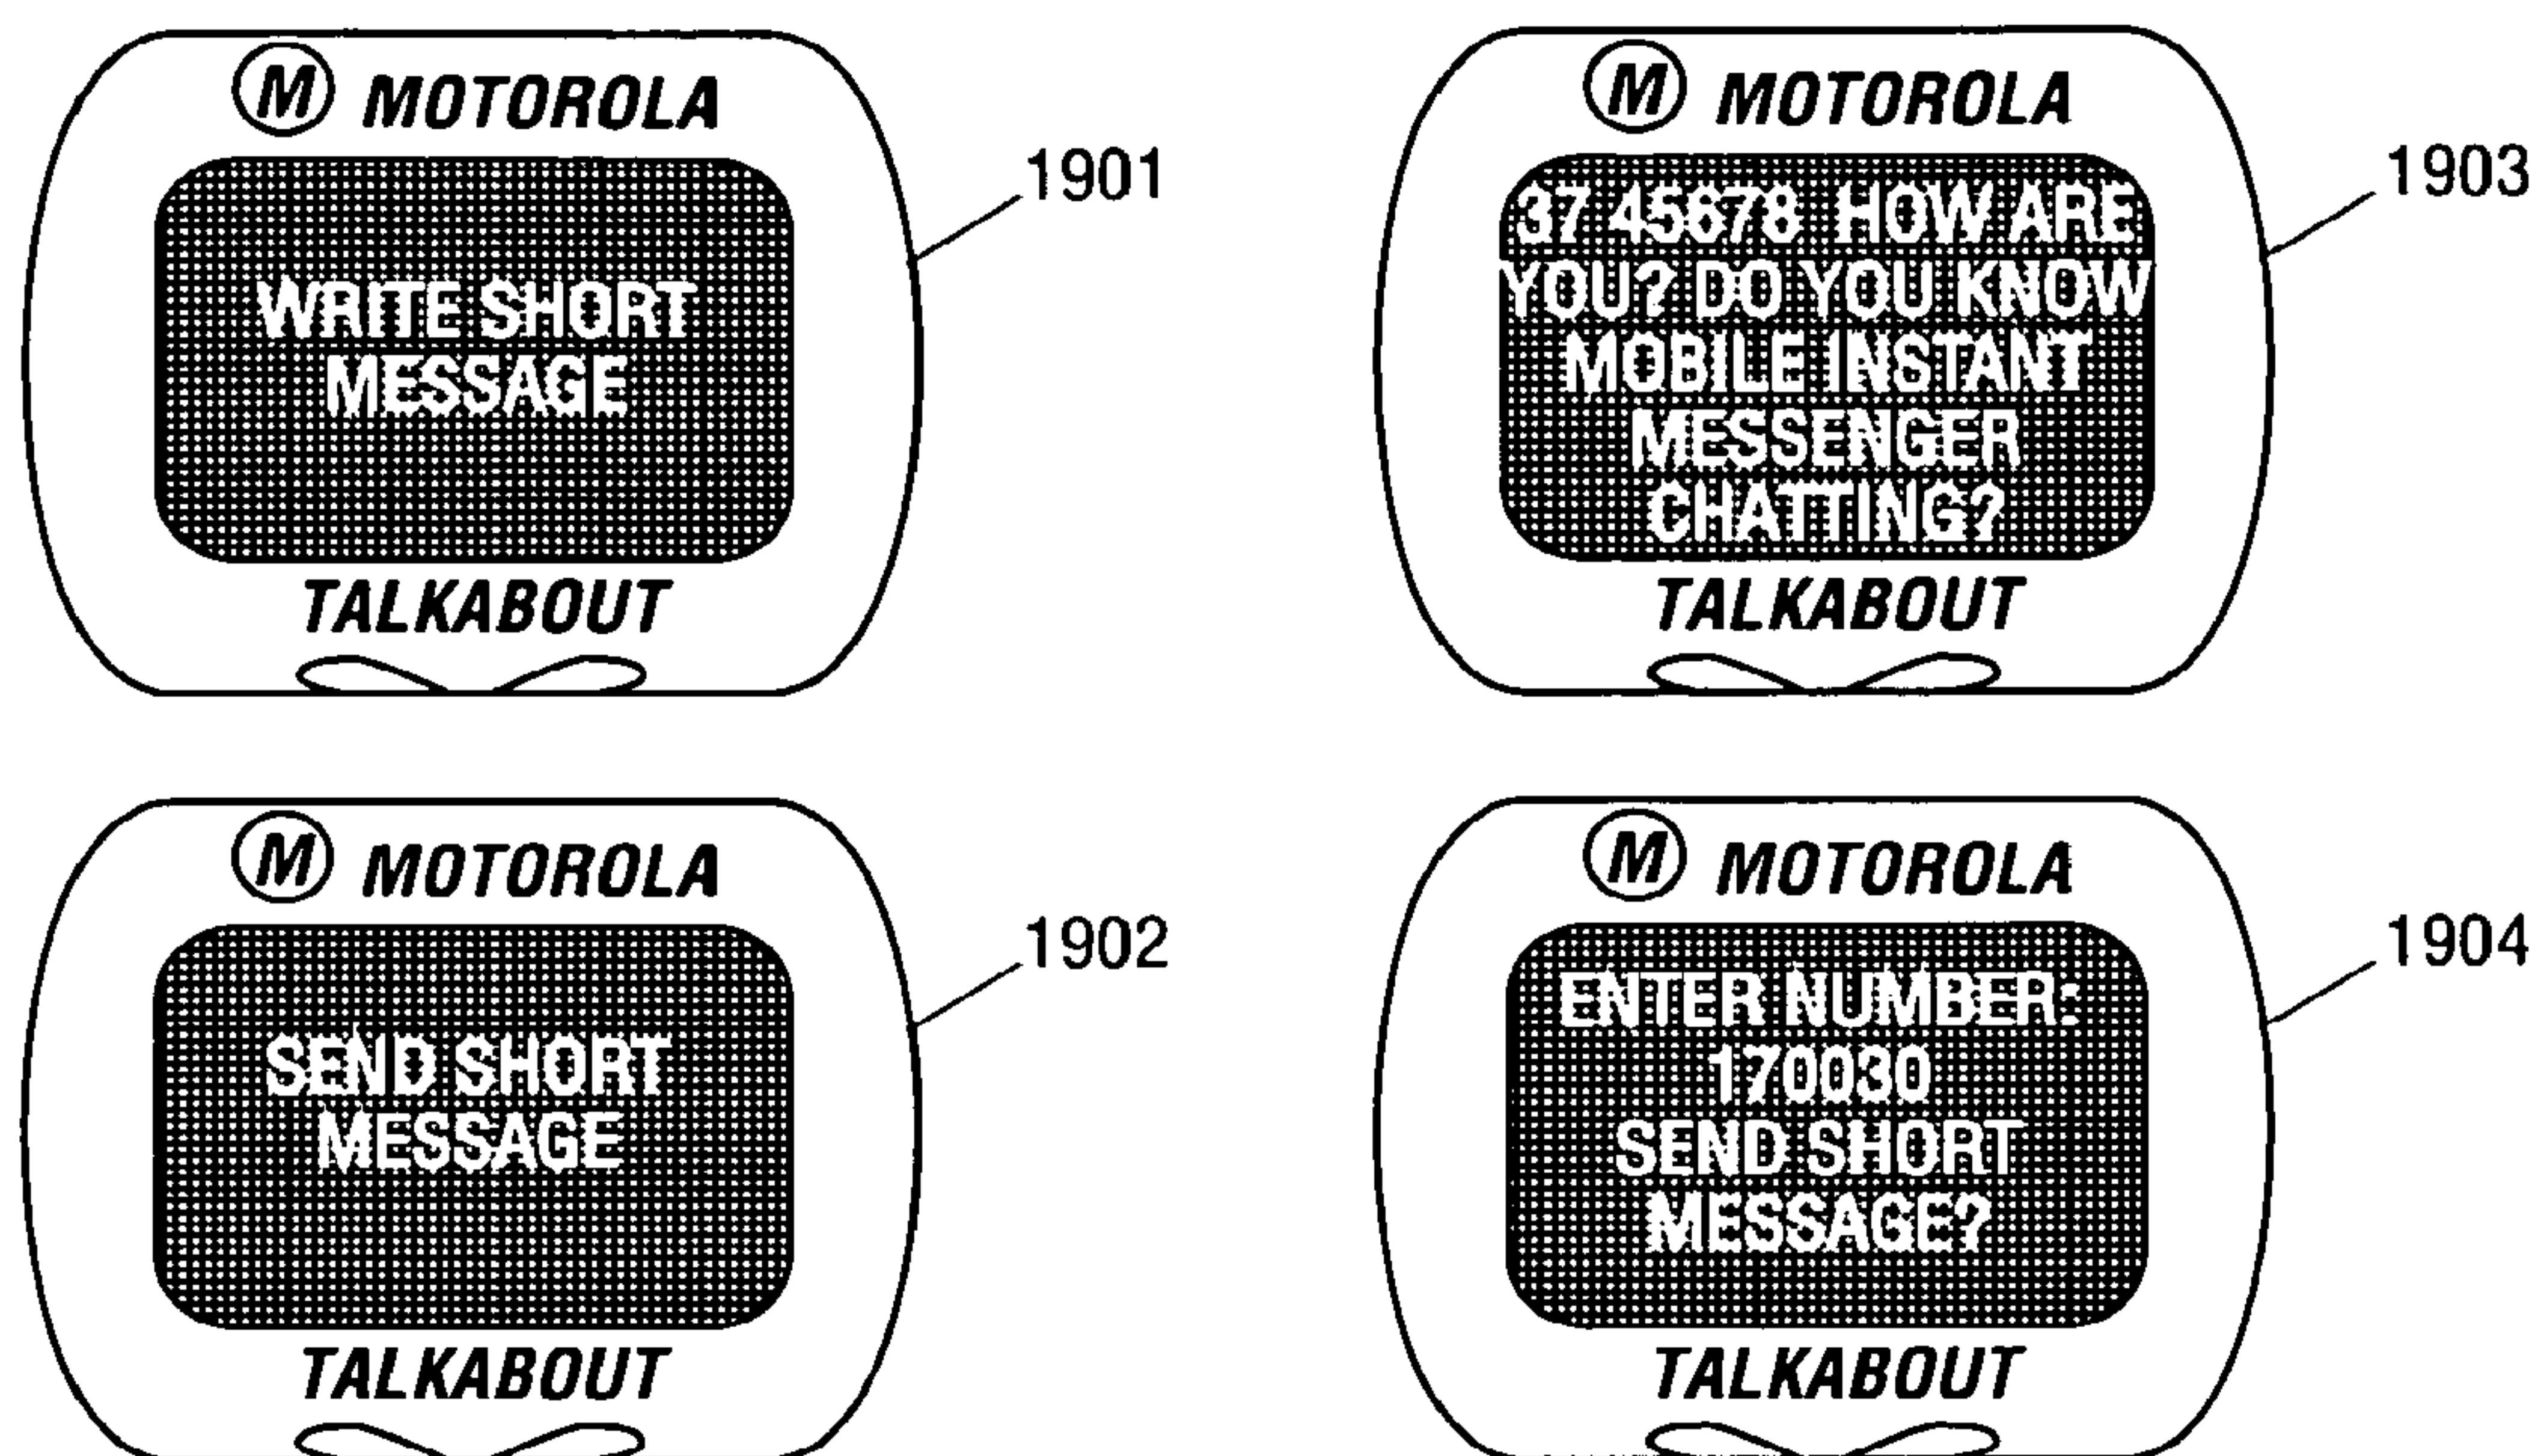 M MOTOROLA
WRITE SHORT
MESSAGE
TALKABOUT
1901
M MOTOROLA
37 45678 HOW ARE
YOU? DO YOU KNOW
MOBILE INSTANT
MESSENGER
CHATTING?
TALKABOUT
1903
M MOTOROLA
SEND SHORT
MESSAGE
TALKABOUT
1902
M MOTOROLA
ENTER NUMBER:
170030
SEND SHORT
MESSAGE?
TALKABOUT
1904